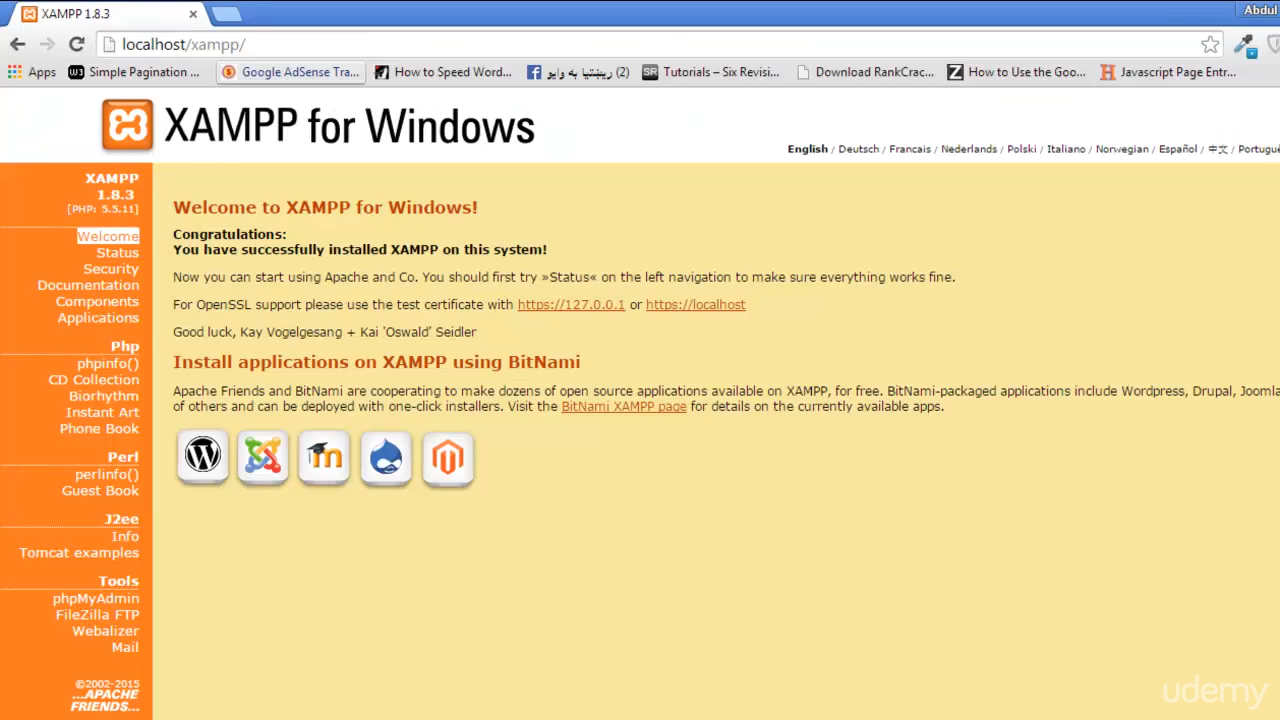 XAMPP 1.8.3
Abdul
localhost/xampp/
Apps
Simple Pagination ...
Google AdSense Tra...
How to Speed Word...
رينښتيا به وايو (2)
Tutorials – Six Revisi...
Download RankCrac...
How to Use the Goo...
Javascript Page Entr...
XAMPP for Windows
English / Deutsch / Francais / Nederlands / Polski / Italiano / Norwegian / Español / 中文 / Portuguê
XAMPP
1.8.3
[PHP: 5.5.11]
Welcome
Status
Security
Documentation
Components
Applications
Php
phpinfo()
CD Collection
Biorhythm
Instant Art
Phone Book
Perl
perlinfo()
Guest Book
J2ee
Info
Tomcat examples
Tools
phpMyAdmin
FileZilla FTP
Webalizer
Mail
©2002-2015
...APACHE
FRIENDS...
Welcome to XAMPP for Windows!
Congratulations:
You have successfully installed XAMPP on this system!
Now you can start using Apache and Co. You should first try »Status« on the left navigation to make sure everything works fine.
For OpenSSL support please use the test certificate with https://127.0.0.1 or https://localhost
Good luck, Kay Vogelgesang + Kai 'Oswald' Seidler
Install applications on XAMPP using BitNami
Apache Friends and BitNami are cooperating to make dozens of open source applications available on XAMPP, for free. BitNami-packaged applications include Wordpress, Drupal, Joomla
of others and can be deployed with one-click installers. Visit the BitNami XAMPP page for details on the currently available apps.
udemy